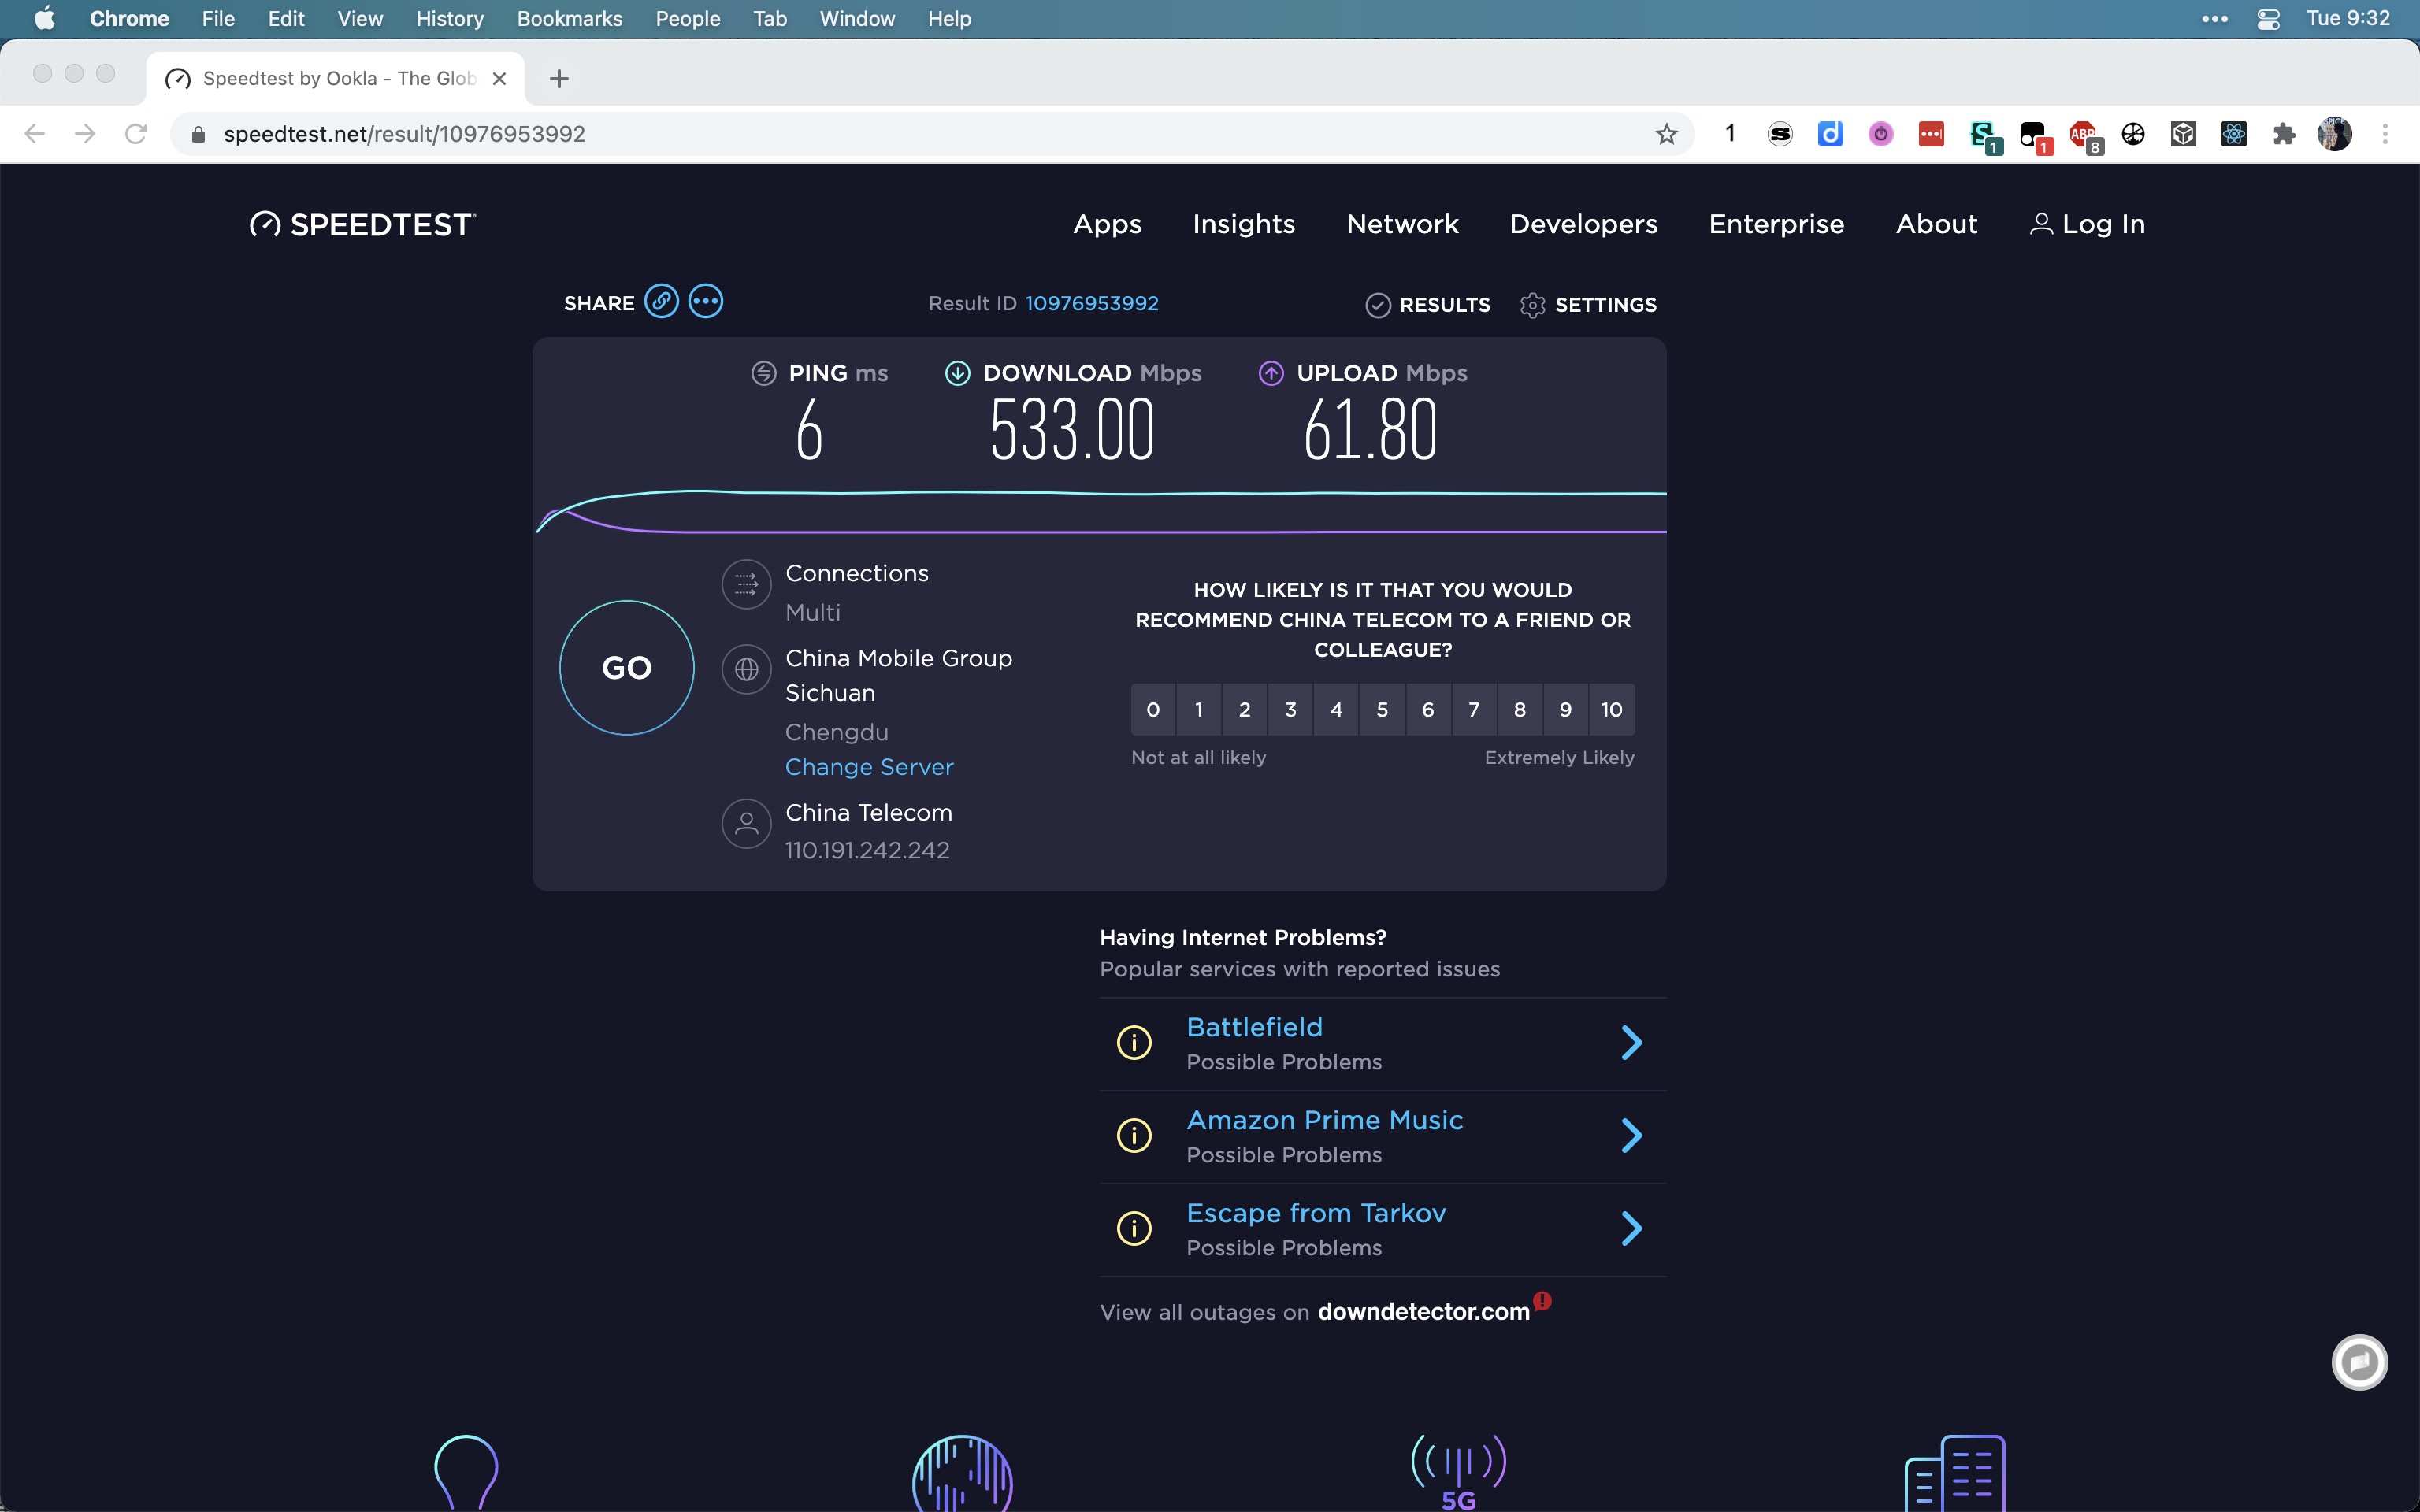 Chrome File Edit View History Bookmarks People Tab Window Help Tue 9:32
Speedtest by Ookla - The Glob
speedtest.net/result/10976953992
1 1 1 ABP 8
SPEEDTEST
Apps Insights Network Developers Enterprise About Log In
SHARE Result ID 10976953992 RESULTS SETTINGS
PING ms DOWNLOAD Mbps UPLOAD Mbps
6 533.00 61.80
GO
Connections
Multi
China Mobile Group
Sichuan
Chengdu
Change Server
China Telecom
110.191.242.242
HOW LIKELY IS IT THAT YOU WOULD
RECOMMEND CHINA TELECOM TO A FRIEND OR
COLLEAGUE?
0 1 2 3 4 5 6 7 8 9 10
Not at all likely Extremely Likely
Having Internet Problems?
Popular services with reported issues
Battlefield
Possible Problems
Amazon Prime Music
Possible Problems
Escape from Tarkov
Possible Problems
View all outages on downdetector.com
5G